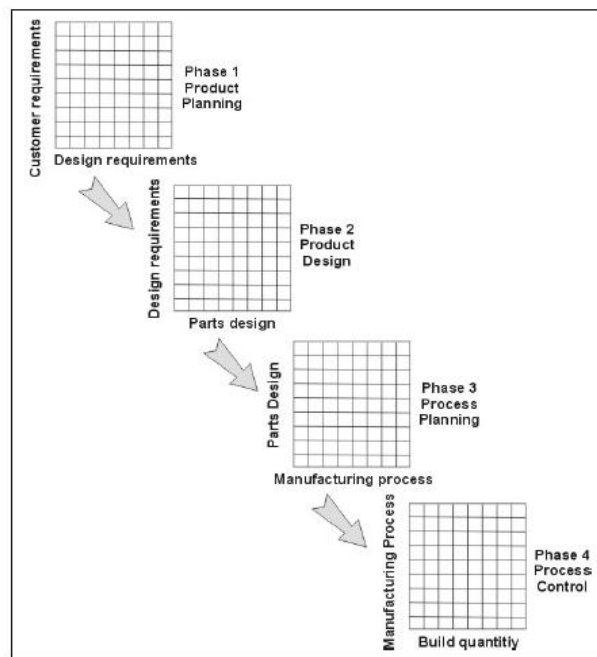 Customer requirements
Phase 1
Product
Planning
Design requirements
Design requirements
Phase 2
Product
Design
Parts design
Parts Design
Phase 3
Process
Planning
Manufacturing process
Manufacturing Process
Phase 4
Process
Control
Build quantitiy